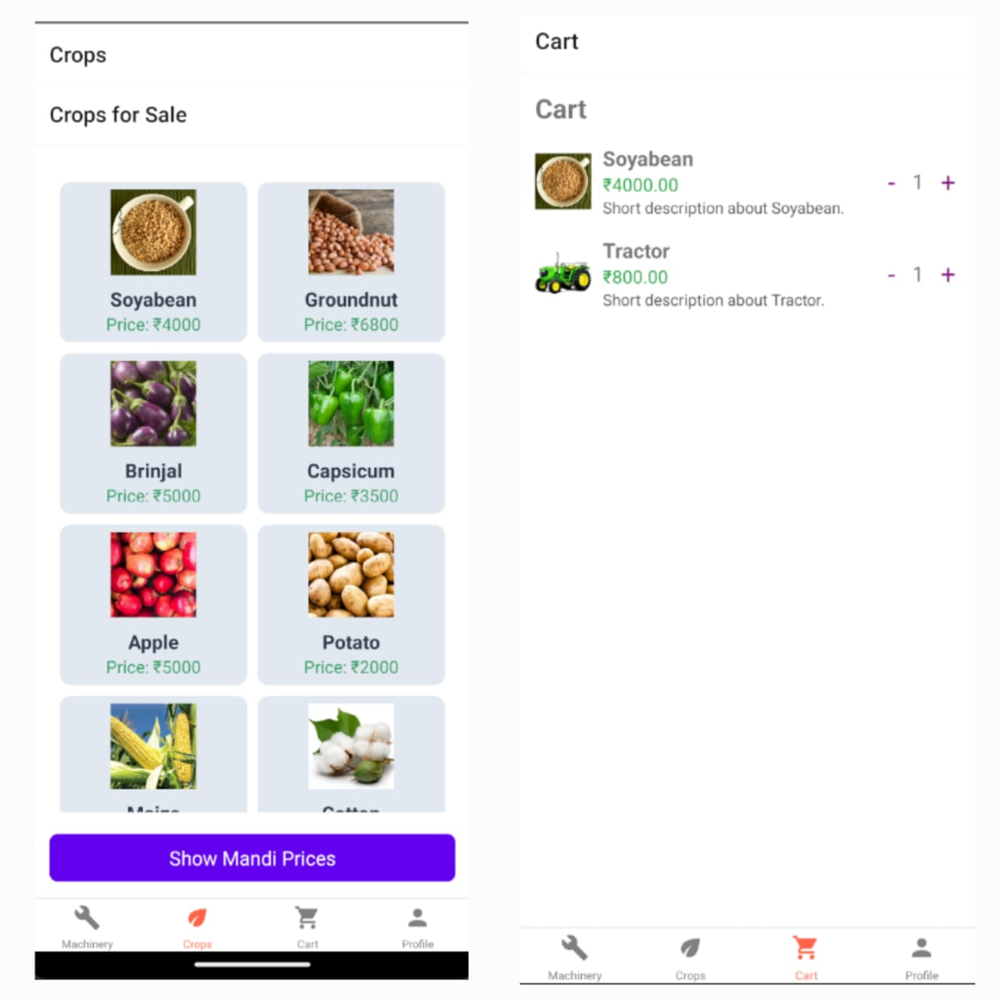 Crops
Crops for Sale
Soyabean
Price: ₹4000
Groundnut
Price: ₹6800
Brinjal
Price: ₹5000
Capsicum
Price: ₹3500
Apple
Price: ₹5000
Potato
Price: ₹2000
Maize
Cotton
Show Mandi Prices
Machinery
Crops
Cart
Profile
Cart
Cart
Soyabean
₹4000.00
Short description about Soyabean.
- 1 +
Tractor
₹800.00
Short description about Tractor.
- 1 +
Machinery
Crops
Cart
Profile